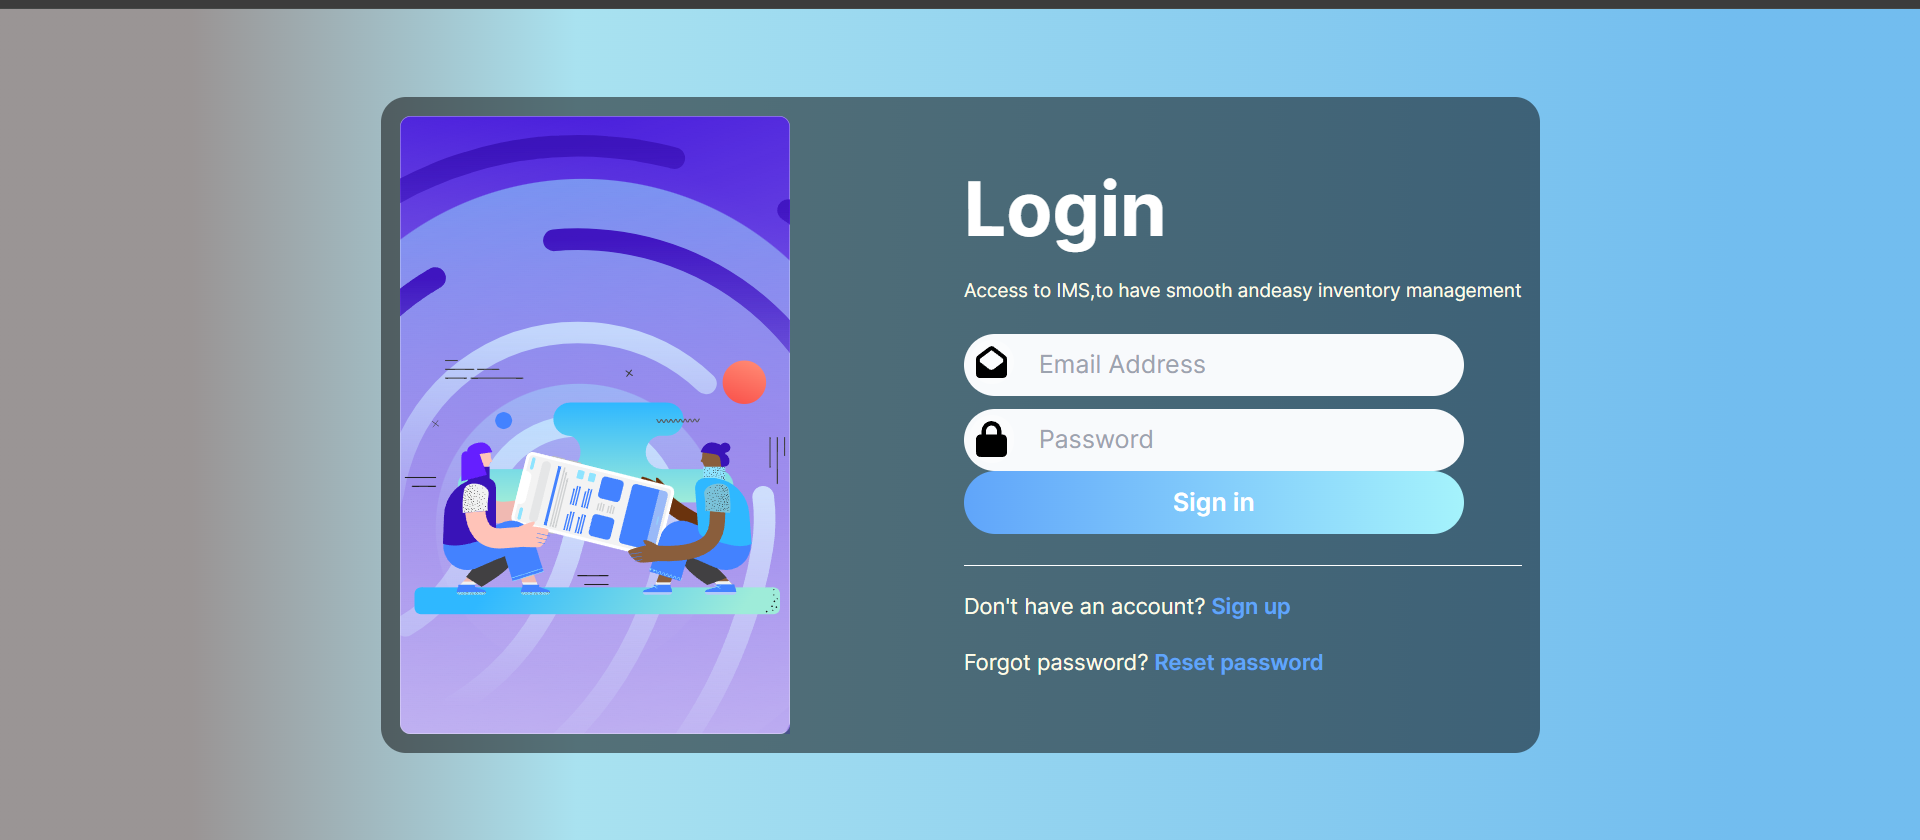 Login
Access to IMS,to have smooth andeasy inventory management
Email Address
Password
Sign in
Don't have an account? Sign up
Forgot password? Reset password